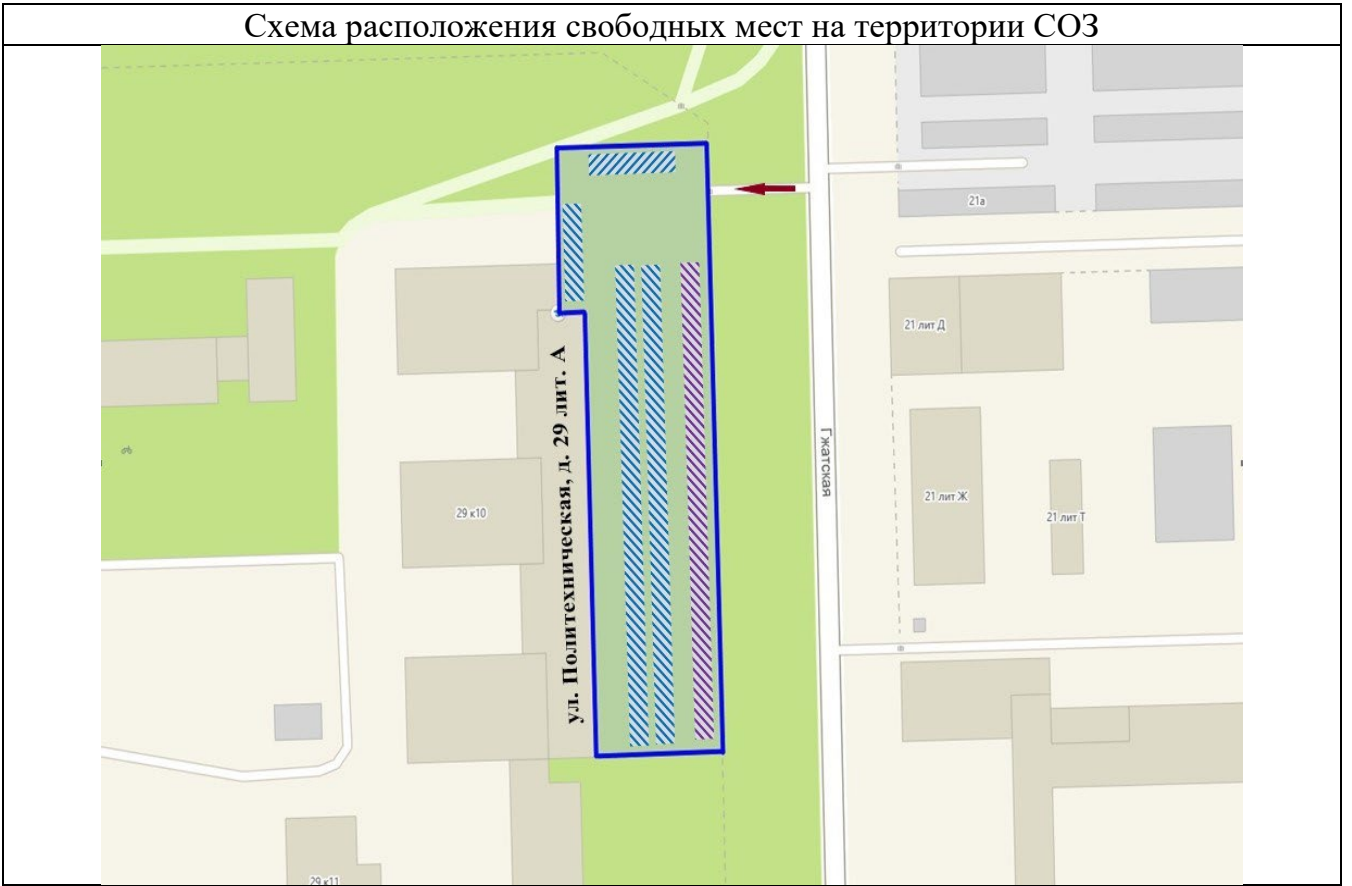 Схема расположения свободных мест на территории СОЗ
21а
21 лит Д
ул. Политехническая, д. 29 лит. А
Гжатская
29 к10
21 лит Ж
21 лит Т
29 к11